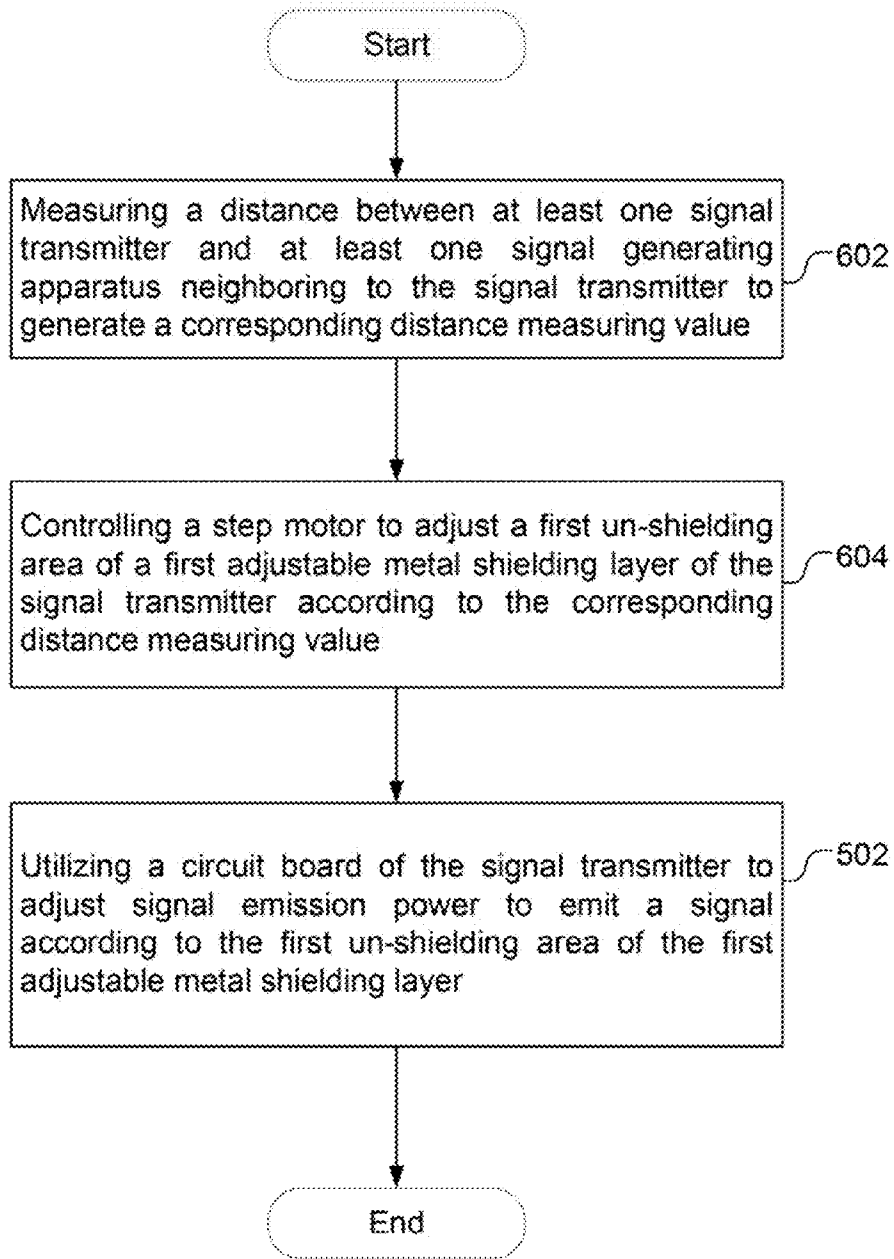 Start
Measuring a distance between at least one signal
transmitter and at least one signal generating
apparatus neighboring to the signal transmitter to
generate a corresponding distance measuring value
602
Controlling a step motor to adjust a first un-shielding
area of a first adjustable metal shielding layer of the
signal transmitter according to the corresponding
distance measuring value
604
Utilizing a circuit board of the signal transmitter to
adjust signal emission power to emit a signal
according to the first un-shielding area of the first
adjustable metal shielding layer
502
End